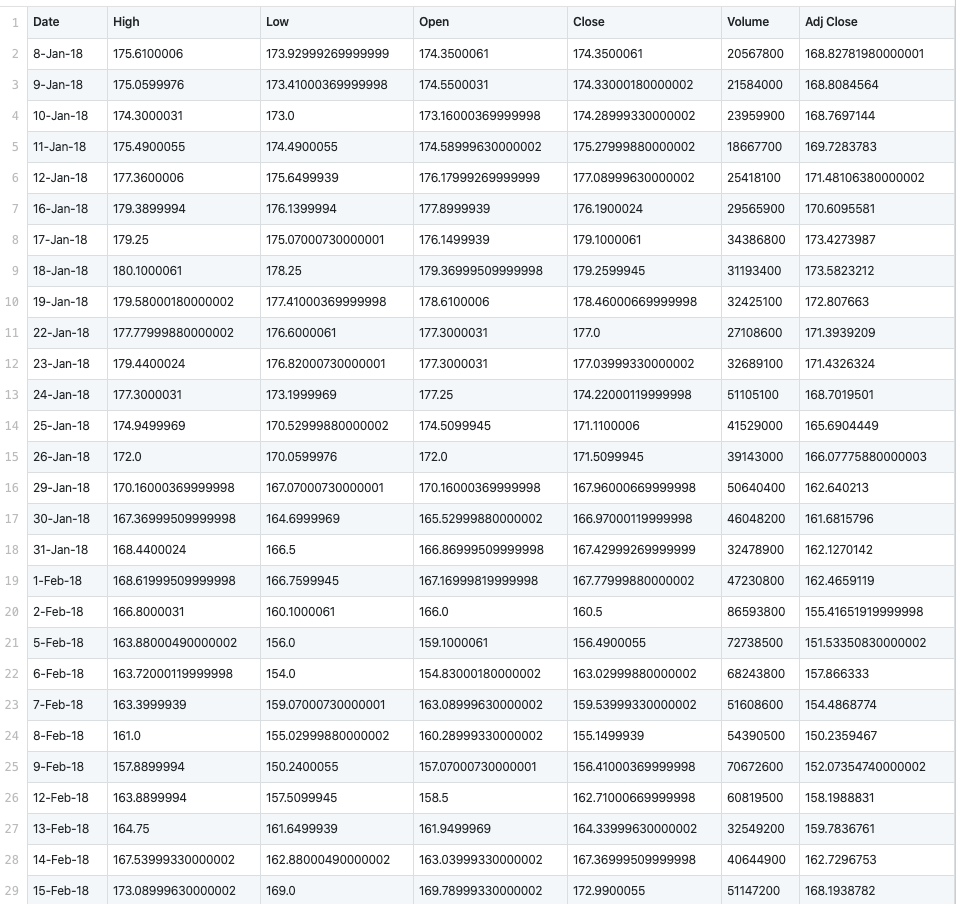 1 Date High Low Open Close Volume Adj Close
2 8-Jan-18 175.6100006 173.92999269999999 174.3500061 174.3500061 20567800 168.82781980000001
3 9-Jan-18 175.0599976 173.41000369999998 174.5500031 174.33000180000002 21584000 168.8084564
4 10-Jan-18 174.3000031 173.0 173.16000369999998 174.28999330000002 23959900 168.7697144
5 11-Jan-18 175.4900055 174.4900055 174.58999630000002 175.27999880000002 18667700 169.7283783
6 12-Jan-18 177.3600006 175.6499939 176.17999269999999 177.08999630000002 25418100 171.48106380000002
7 16-Jan-18 179.3899994 176.1399994 177.8999939 176.1900024 29565900 170.6095581
8 17-Jan-18 179.25 175.07000730000001 176.1499939 179.1000061 34386800 173.4273987
9 18-Jan-18 180.1000061 178.25 179.36999509999998 179.2599945 31193400 173.5823212
10 19-Jan-18 179.58000180000002 177.41000369999998 178.6100006 178.46000669999998 32425100 172.807663
11 22-Jan-18 177.77999880000002 176.6000061 177.3000031 177.0 27108600 171.3939209
12 23-Jan-18 179.4400024 176.82000730000001 177.3000031 177.03999330000002 32689100 171.4326324
13 24-Jan-18 177.3000031 173.1999969 177.25 174.22000119999998 51105100 168.7019501
14 25-Jan-18 174.9499969 170.52999880000002 174.5099945 171.1100006 41529000 165.6904449
15 26-Jan-18 172.0 170.0599976 172.0 171.5099945 39143000 166.07775880000003
16 29-Jan-18 170.16000369999998 167.07000730000001 170.16000369999998 167.96000669999998 50640400 162.640213
17 30-Jan-18 167.36999509999998 164.6999969 165.52999880000002 166.97000119999998 46048200 161.6815796
18 31-Jan-18 168.4400024 166.5 166.86999509999998 167.42999269999999 32478900 162.1270142
19 1-Feb-18 168.61999509999998 166.7599945 167.16999819999998 167.77999880000002 47230800 162.4659119
20 2-Feb-18 166.8000031 160.1000061 166.0 160.5 86593800 155.41651919999998
21 5-Feb-18 163.88000490000002 156.0 159.1000061 156.4900055 72738500 151.53350830000002
22 6-Feb-18 163.72000119999998 154.0 154.83000180000002 163.02999880000002 68243800 157.866333
23 7-Feb-18 163.3999939 159.07000730000001 163.08999630000002 159.53999330000002 51608600 154.4868774
24 8-Feb-18 161.0 155.02999880000002 160.28999330000002 155.1499939 54390500 150.2359467
25 9-Feb-18 157.8899994 150.2400055 157.07000730000001 156.41000369999998 70672600 152.07354740000002
26 12-Feb-18 163.8899994 157.5099945 158.5 162.71000669999998 60819500 158.1988831
27 13-Feb-18 164.75 161.6499939 161.9499969 164.33999630000002 32549200 159.7836761
28 14-Feb-18 167.53999330000002 162.88000490000002 163.03999330000002 167.36999509999998 40644900 162.7296753
29 15-Feb-18 173.08999630000002 169.0 169.78999330000002 172.9900055 51147200 168.1938782